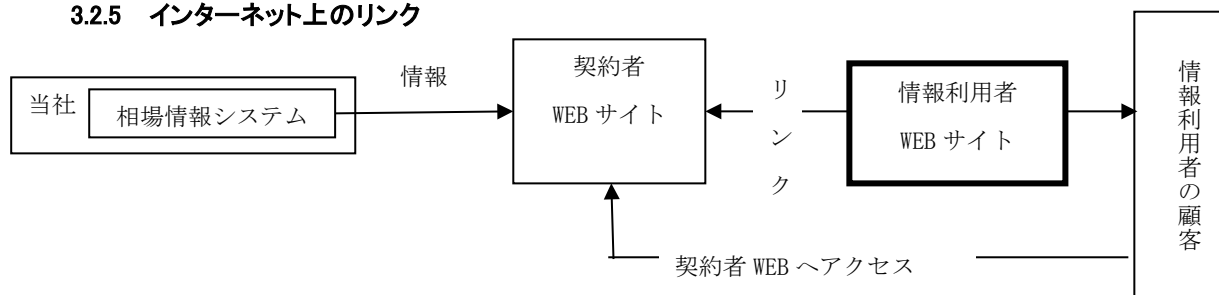 3.2.5 インターネット上のリンク
当社
相場情報システム
情報
契約者
WEB サイト
リンク
情報利用者
WEB サイト
情報利用者の顧客
契約者 WEB へアクセス